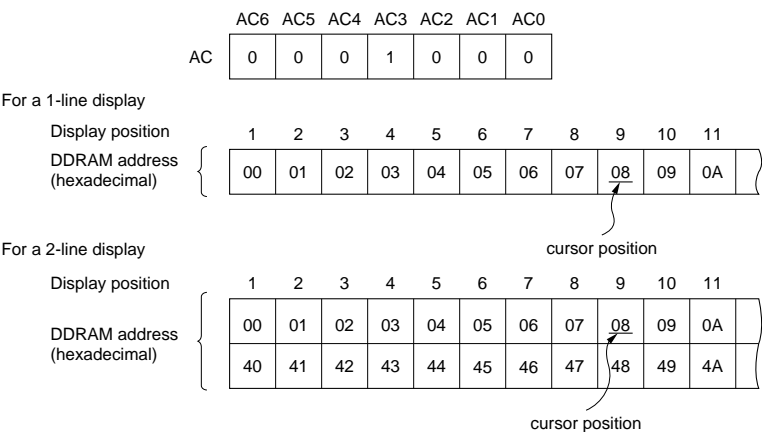 AC6 AC5 AC4 AC3 AC2 AC1 AC0
AC 0 0 0 1 0 0 0
For a 1-line display
Display position 1 2 3 4 5 6 7 8 9 10 11
DDRAM address
(hexadecimal)
00 01 02 03 04 05 06 07 08 09 0A
cursor position
For a 2-line display
Display position 1 2 3 4 5 6 7 8 9 10 11
DDRAM address
(hexadecimal)
00 01 02 03 04 05 06 07 08 09 0A
40 41 42 43 44 45 46 47 48 49 4A
cursor position